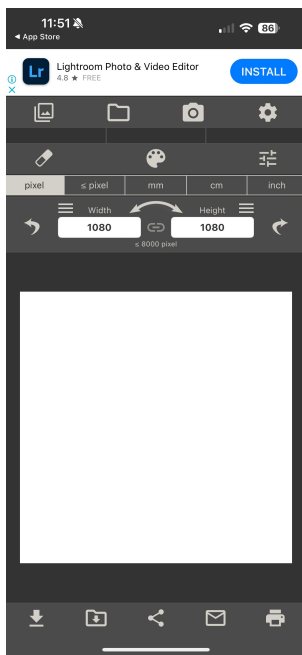 11:51
86
◄ App Store
Lr
Lightroom Photo & Video Editor
4.8 ★ FREE
INSTALL
pixel
≤ pixel
mm
cm
inch
Width
Height
1080
1080
≤ 8000 pixel